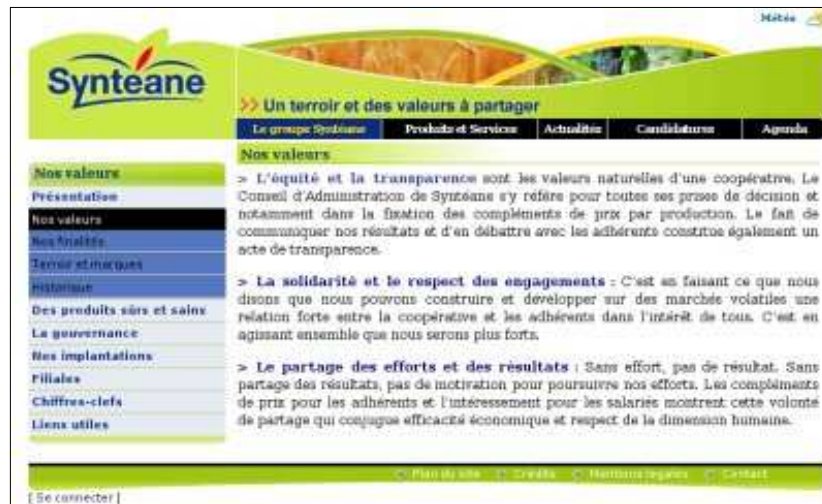 Météo
Synteane
>> Un terroir et des valeurs à partager
Le groupe Syntéane Produits et Services Actualités Candidatures Agenda
Nos valeurs
Nos valeurs
Présentation
Nos valeurs
Nos finalités
Terroir et marques
Historique
Des produits sûrs et sains
La gouvernance
Nos implantations
Filiales
Chiffres-clefs
Liens utiles
> L'équité et la transparence sont les valeurs naturelles d'une coopérative. Le
Conseil d'Administration de Syntéane s'y réfère pour toutes ses prises de décision et
notamment dans la fixation des compléments de prix par production. Le fait de
communiquer nos résultats et d'en débattre avec les adhérents constitue également un
acte de transparence.
> La solidarité et le respect des engagements : C'est en faisant ce que nous
disons que nous pouvons construire et développer sur des marchés volatiles une
relation forte entre la coopérative et les adhérents dans l'intérêt de tous. C'est en
agissant ensemble que nous serons plus forts.
> Le partage des efforts et des résultats : Sans effort, pas de résultat. Sans
partage des résultats, pas de motivation pour poursuivre nos efforts. Les compléments
de prix pour les adhérents et l'intéressement pour les salariés montrent cette volonté
de partage qui conjugue efficacité économique et respect de la dimension humaine.
Plan du site Crédits Mentions légales Contact
[ Se connecter ]